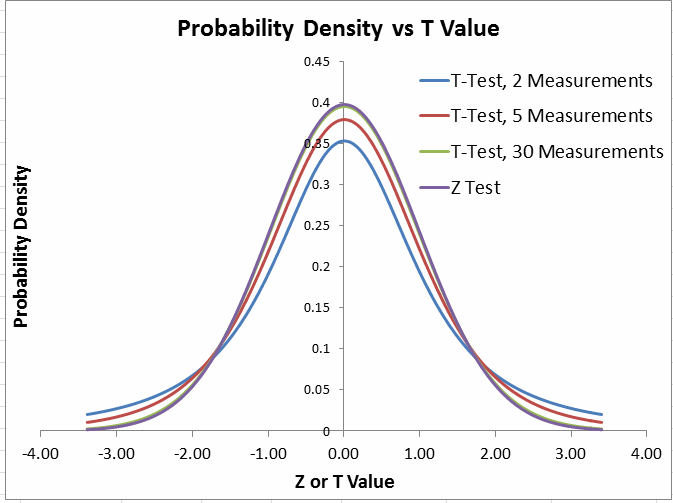 Probability Density vs T Value
0.45
0.4
0.35
0.3
0.25
0.2
0.15
0.1
0.05
0
T-Test, 2 Measurements
T-Test, 5 Measurements
T-Test, 30 Measurements
Z Test
Probability Density
-4.00 -3.00 -2.00 -1.00 0.00 1.00 2.00 3.00 4.00
Z or T Value